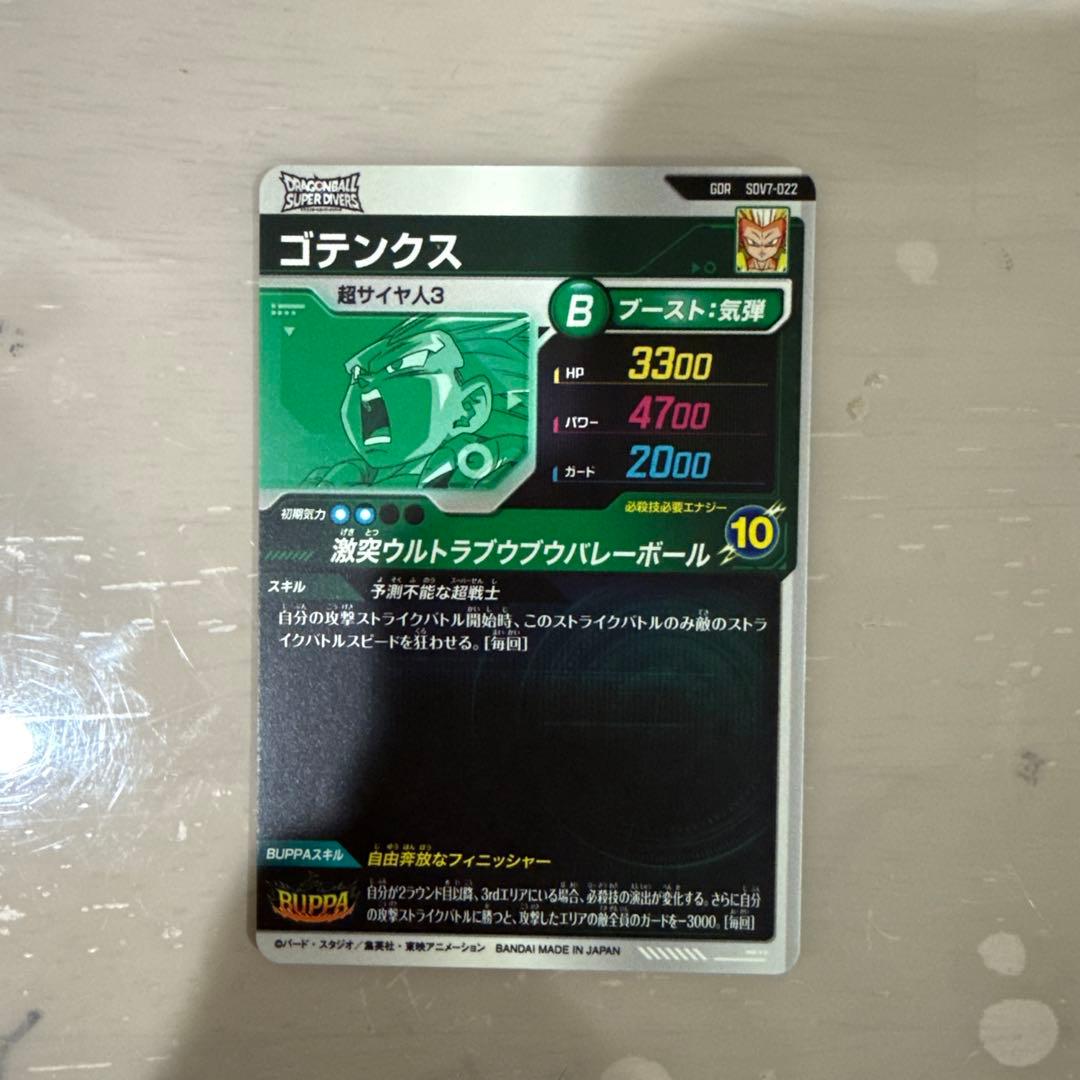 DRAGONBALL
SUPER DIVERS
GDR SDV7-022
ゴテンクス
超サイヤ人3
B ブースト:気弾
HP 3300
パワー 4700
ガード 2000
初期気力
必殺技必要エナジー
10
激突ウルトラブウブウバレーボール
スキル 予測不能な超戦士
自分の攻撃ストライクバトル開始時、このストライクバトルのみ敵のストラ
イクバトルスピードを狂わせる。[毎回]
BUPPAスキル 自由奔放なフィニッシャー
BUPPA
自分が2ラウンド目以降、3rdエリアにいる場合、必殺技の演出が変化する。さらに自分
の攻撃ストライクバトルに勝つと、攻撃したエリアの敵全員のガードを-3000。[毎回]
©バード・スタジオ/集英社・東映アニメーション BANDAI MADE IN JAPAN